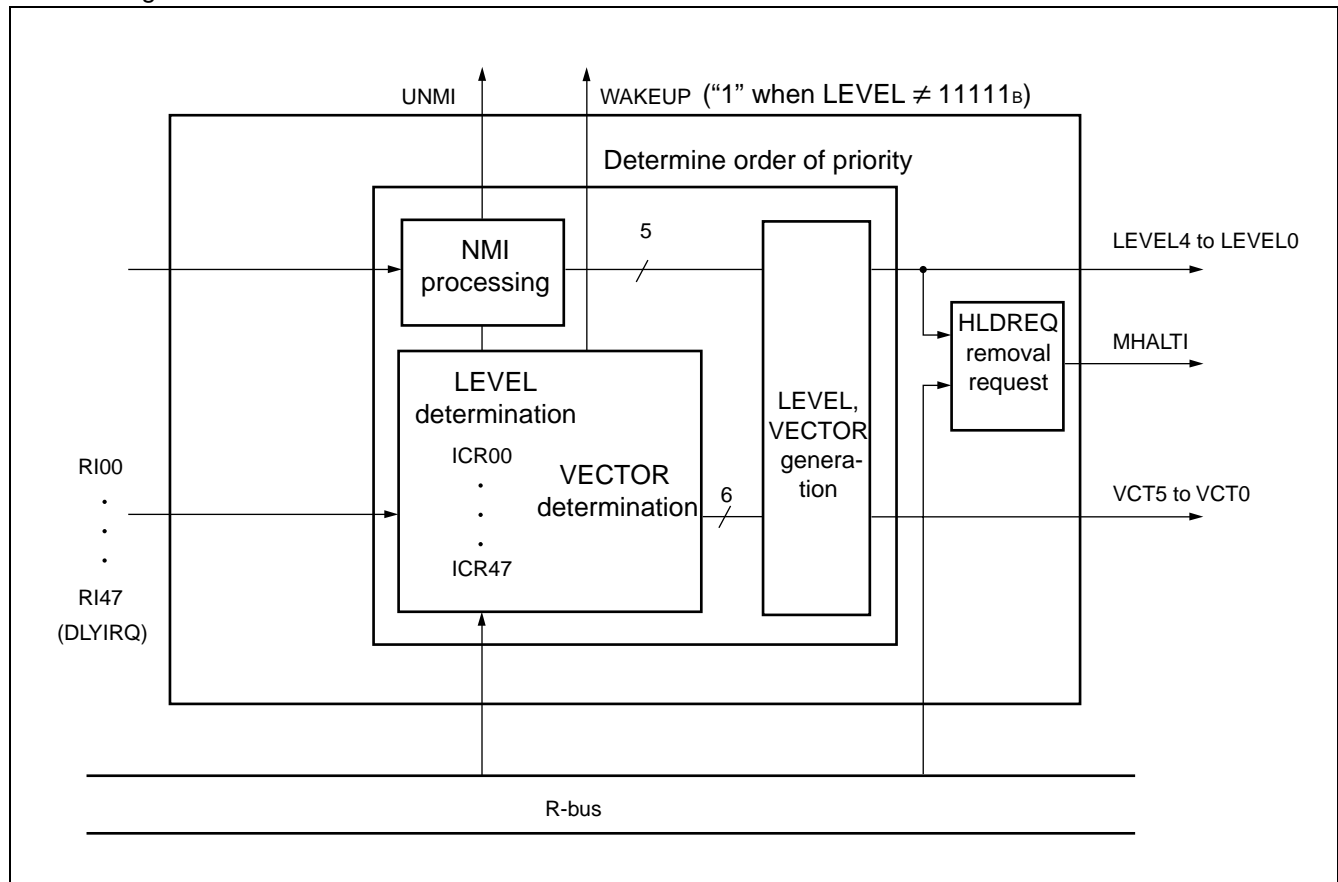 UNMI
WAKEUP ("1" when LEVEL ≠ 11111B)
Determine order of priority
NMI
processing
5
LEVEL4 to LEVEL0
HLDREQ
removal
request
MHALTI
LEVEL
determination
ICR00
.
.
.
ICR47
VECTOR
determination
6
LEVEL,
VECTOR
genera-
tion
RI00
.
.
.
RI47
(DLYIRQ)
VCT5 to VCT0
R-bus